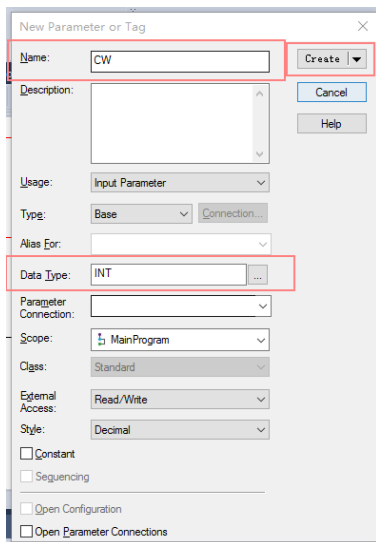 New Parameter or Tag
Name: CW Create
Description: Cancel
Help
Usage: Input Parameter
Type: Base Connection...
Alias For:
Data Type: INT ...
Parameter
Connection:
Scope: MainProgram
Class: Standard
External
Access: Read/Write
Style: Decimal
Constant
Sequencing
Open Configuration
Open Parameter Connections